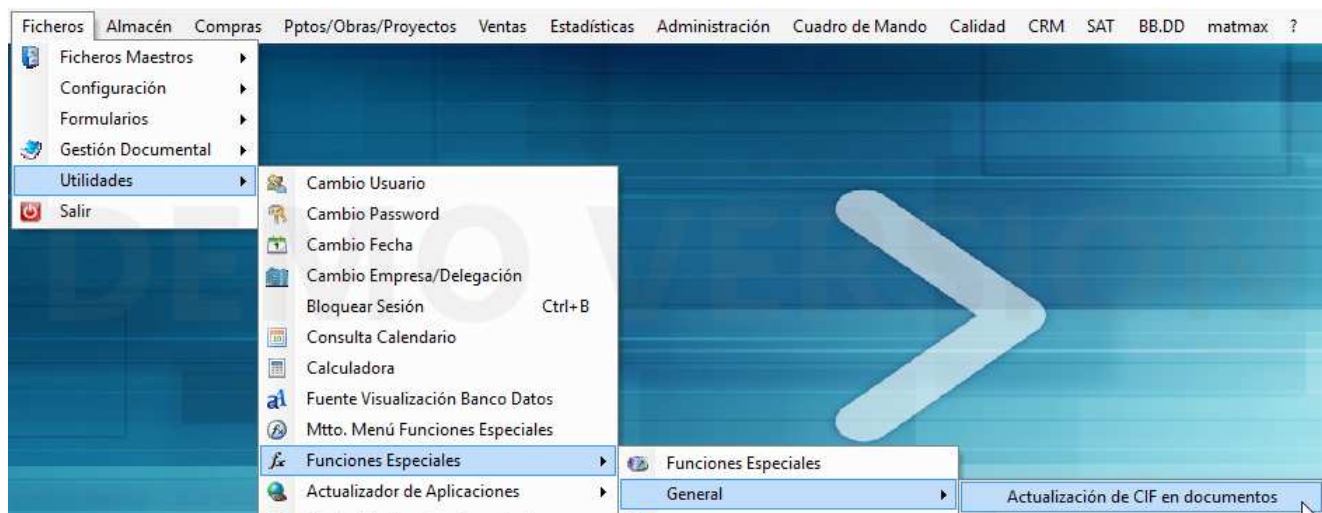 Ficheros Almacén Compras Pptos/Obras/Proyectos Ventas Estadísticas Administración Cuadro de Mando Calidad CRM SAT BB.DD matmax ?
Ficheros Maestros
Configuración
Formularios
Gestión Documental
Utilidades
Salir
Cambio Usuario
Cambio Password
Cambio Fecha
Cambio Empresa/Delegación
Bloquear Sesión Ctrl+B
Consulta Calendario
Calculadora
Fuente Visualización Banco Datos
Mtto. Menú Funciones Especiales
Funciones Especiales
Actualizador de Aplicaciones
Funciones Especiales
General
Actualización de CIF en documentos
DEMO VERSION